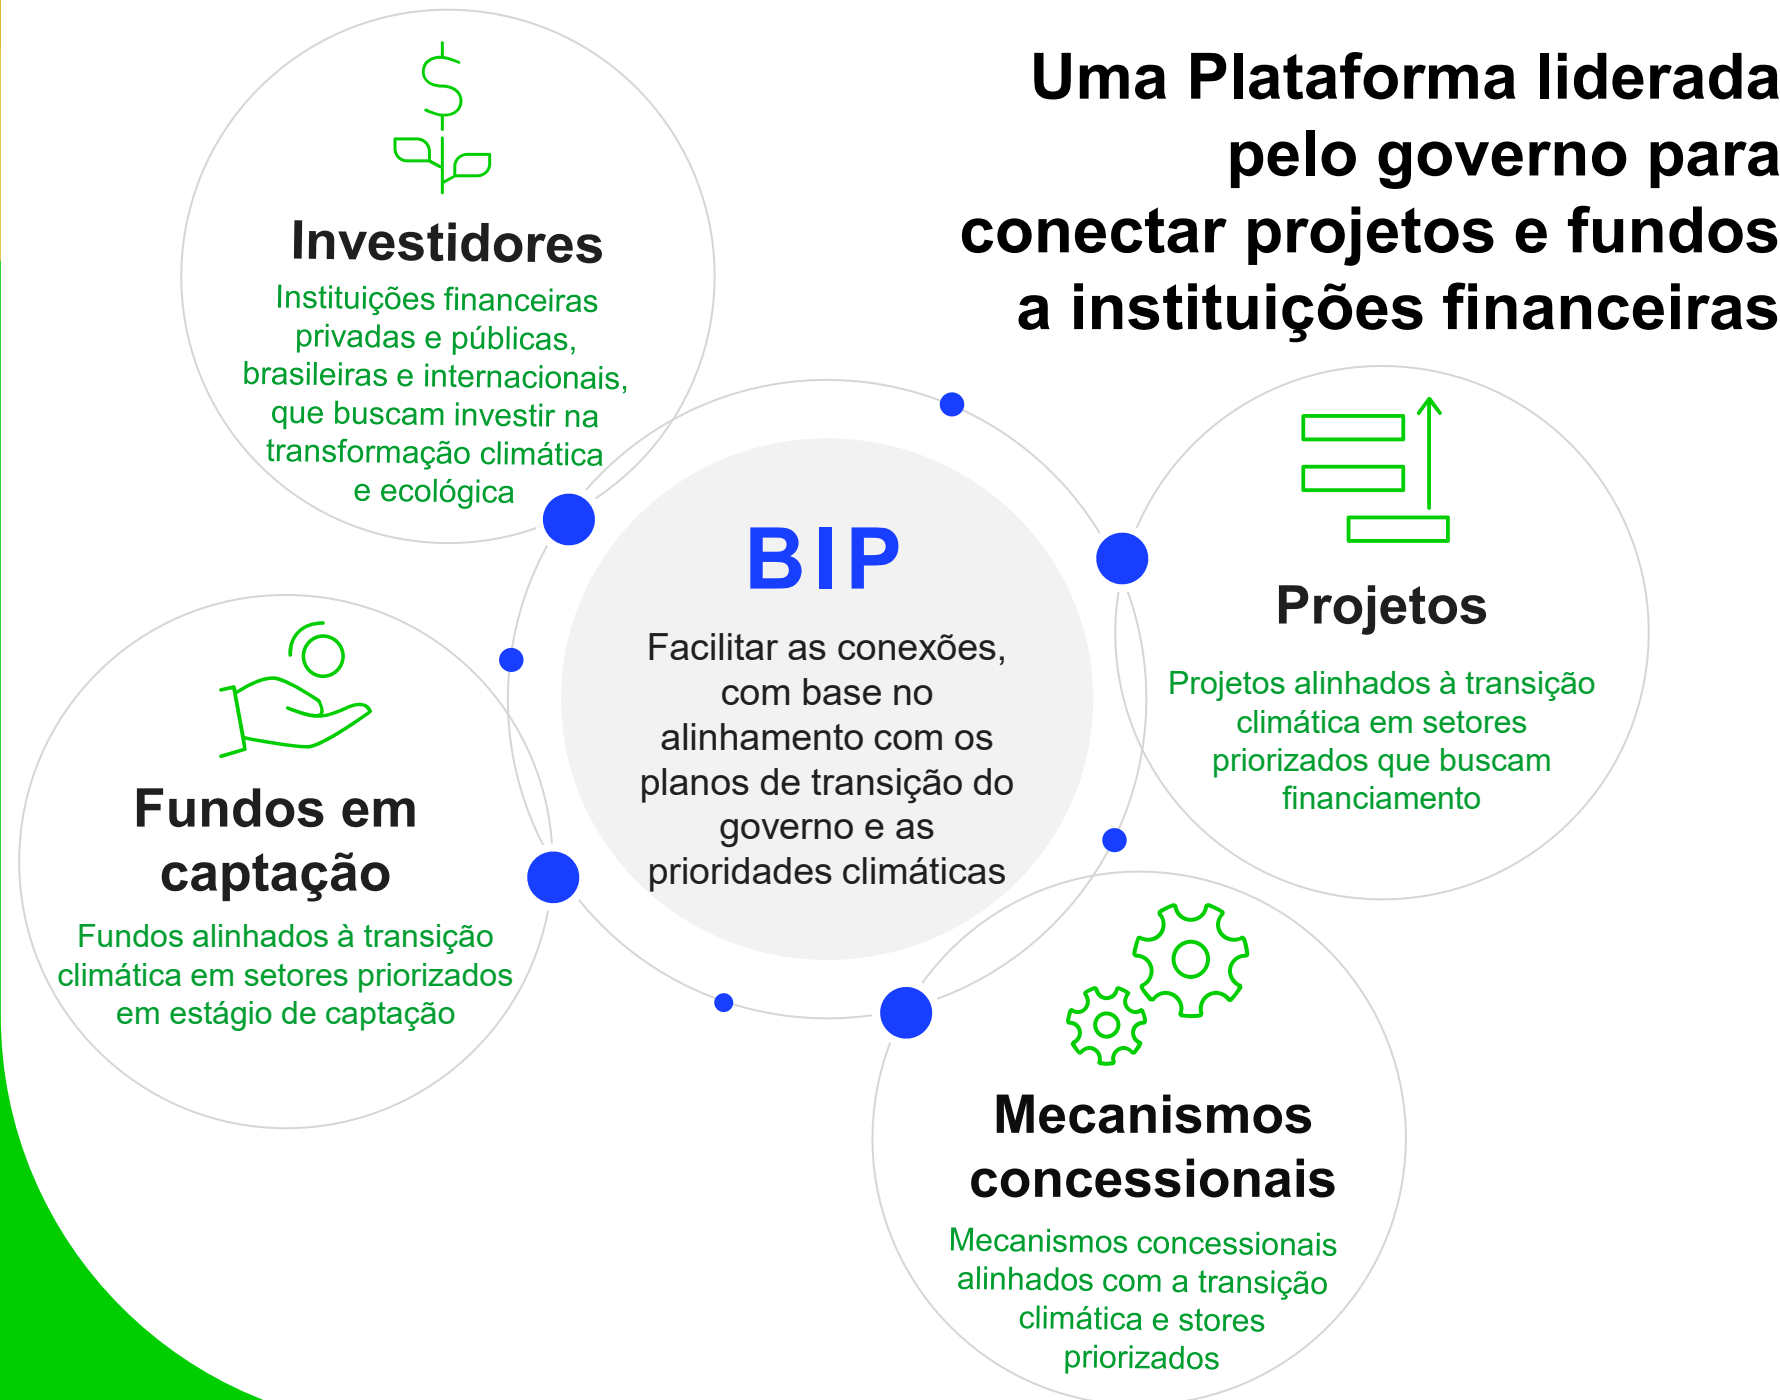 Uma Plataforma liderada
pelo governo para
conectar projetos e fundos
a instituições financeiras
Investidores
Instituições financeiras
privadas e públicas,
brasileiras e internacionais,
que buscam investir na
transformação climática
e ecológica
BIP
Facilitar as conexões,
com base no
alinhamento com os
planos de transição do
governo e as
prioridades climáticas
Projetos
Projetos alinhados à transição
climática em setores
priorizados que buscam
financiamento
Fundos em
captação
Fundos alinhados à transição
climática em setores priorizados
em estágio de captação
Mecanismos
concessionais
Mecanismos concessionais
alinhados com a transição
climática e stores
priorizados